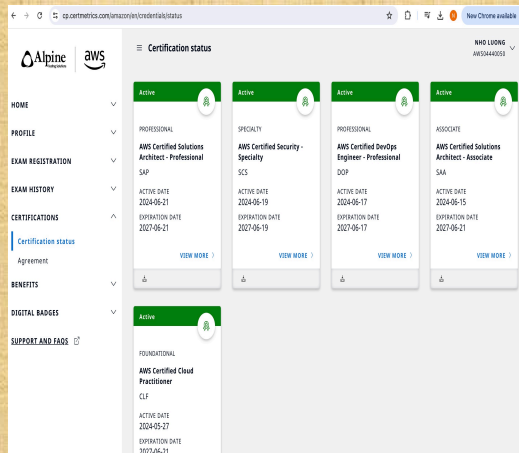 cp.certmetrics.com/amazon/en/credentials/status
New Chrome available
Alpine
Testing Solutions
aws
Certification status
NHO LUONG
AWS04440050
HOME
PROFILE
EXAM REGISTRATION
EXAM HISTORY
CERTIFICATIONS
Certification status
Agreement
BENEFITS
DIGITAL BADGES
SUPPORT AND FAQS
Active
PROFESSIONAL
AWS Certified Solutions
Architect - Professional
SAP
ACTIVE DATE
2024-06-21
EXPIRATION DATE
2027-06-21
VIEW MORE
Active
SPECIALTY
AWS Certified Security -
Specialty
SCS
ACTIVE DATE
2024-06-19
EXPIRATION DATE
2027-06-19
VIEW MORE
Active
PROFESSIONAL
AWS Certified DevOps
Engineer - Professional
DOP
ACTIVE DATE
2024-06-17
EXPIRATION DATE
2027-06-17
VIEW MORE
Active
ASSOCIATE
AWS Certified Solutions
Architect - Associate
SAA
ACTIVE DATE
2024-06-15
EXPIRATION DATE
2027-06-21
VIEW MORE
Active
FOUNDATIONAL
AWS Certified Cloud
Practitioner
CLF
ACTIVE DATE
2024-05-27
EXPIRATION DATE
2027-06-21